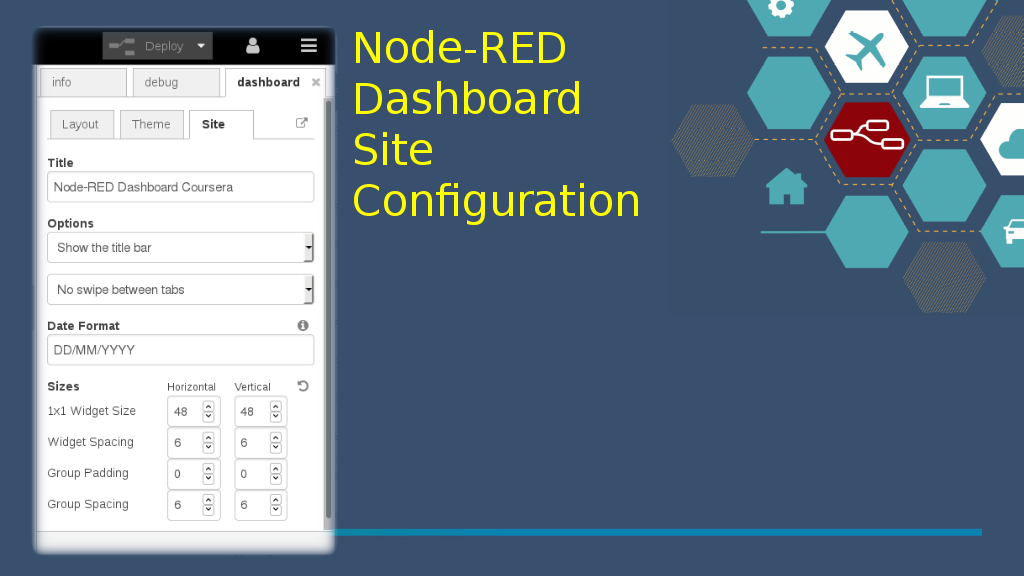 Deploy
info debug dashboard
Layout Theme Site
Title
Node-RED Dashboard Coursera
Options
Show the title bar
No swipe between tabs
Date Format
DD/MM/YYYY
Sizes Horizontal Vertical
1x1 Widget Size 48 48
Widget Spacing 6 6
Group Padding 0 0
Group Spacing 6 6
Node-RED
Dashboard
Site
Configuration